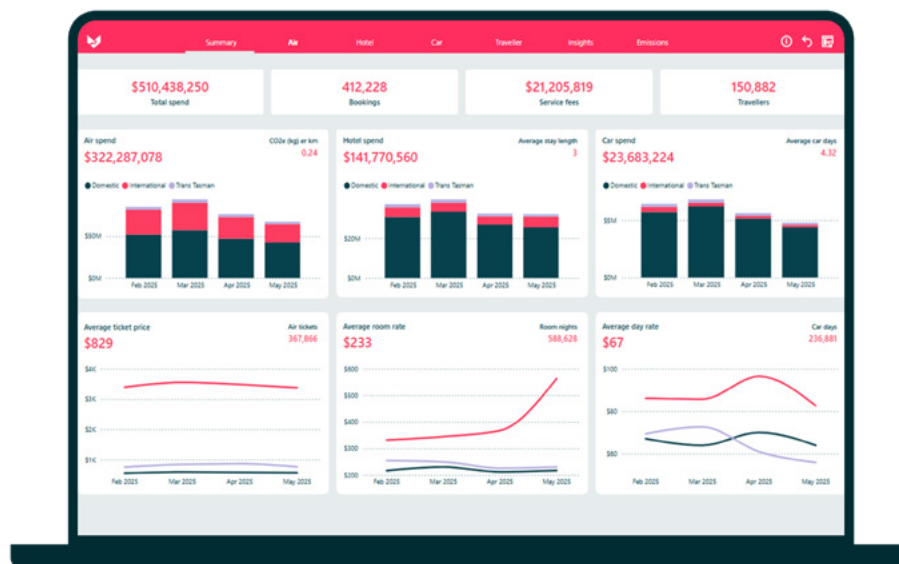 Summary Air Hotel Car Traveller Insights Emissions
$510,438,250
Total spend
412,228
Bookings
$21,205,819
Service fees
150,882
Travellers
Air spend
$322,287,078
CO2e (kg) er km
0.24
Domestic International Trans Tasman
$50M
$0M
Feb 2025 Mar 2025 Apr 2025 May 2025
Hotel spend
$141,770,560
Average stay length
3
Domestic International Trans Tasman
$20M
$0M
Feb 2025 Mar 2025 Apr 2025 May 2025
Car spend
$23,683,224
Average car days
4.32
Domestic International Trans Tasman
$5M
$0M
Feb 2025 Mar 2025 Apr 2025 May 2025
Average ticket price
$829
Air tickets
367,866
$4K
$3K
$2K
$1K
Feb 2025 Mar 2025 Apr 2025 May 2025
Average room rate
$233
Room nights
588,628
$600
$500
$400
$300
$200
Feb 2025 Mar 2025 Apr 2025 May 2025
Average day rate
$67
Car days
236,881
$100
$80
$60
Feb 2025 Mar 2025 Apr 2025 May 2025